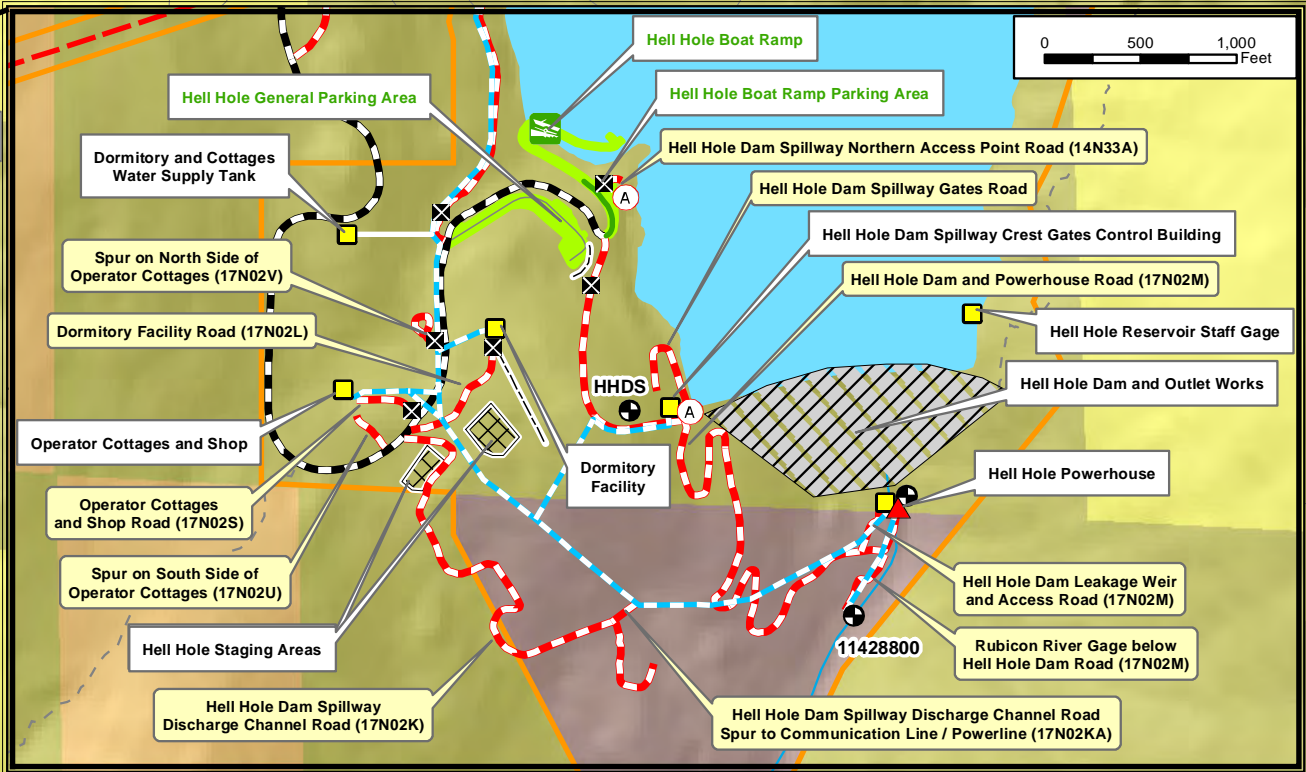 Hell Hole Boat Ramp
0 500 1,000
Feet
Hell Hole General Parking Area
Hell Hole Boat Ramp Parking Area
Dormitory and Cottages
Water Supply Tank
Hell Hole Dam Spillway Northern Access Point Road (14N33A)
A
Hell Hole Dam Spillway Gates Road
Hell Hole Dam Spillway Crest Gates Control Building
Spur on North Side of
Operator Cottages (17N02V)
Hell Hole Dam and Powerhouse Road (17N02M)
Dormitory Facility Road (17N02L)
Hell Hole Reservoir Staff Gage
HHDS
A
Hell Hole Dam and Outlet Works
Operator Cottages and Shop
Dormitory
Facility
Hell Hole Powerhouse
Operator Cottages
and Shop Road (17N02S)
Spur on South Side of
Operator Cottages (17N02U)
Hell Hole Dam Leakage Weir
and Access Road (17N02M)
11428800
Hell Hole Staging Areas
Rubicon River Gage below
Hell Hole Dam Road (17N02M)
Hell Hole Dam Spillway
Discharge Channel Road (17N02K)
Hell Hole Dam Spillway Discharge Channel Road
Spur to Communication Line / Powerline (17N02KA)